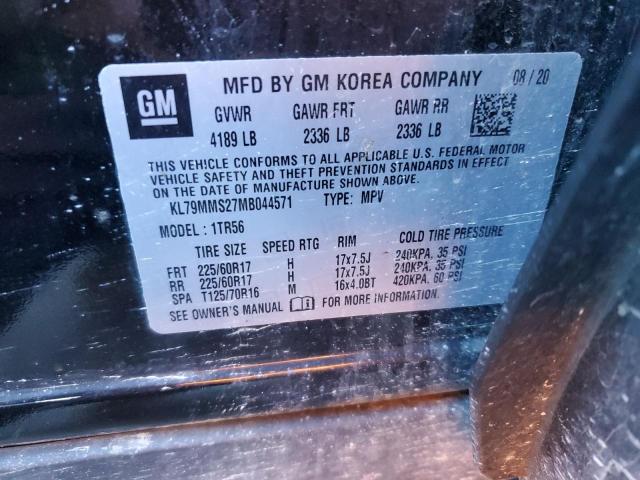 GM
MFD BY GM KOREA COMPANY 08/20
GVWR GAWR FRT GAWR RR
4189 LB 2336 LB 2336 LB
THIS VEHICLE CONFORMS TO ALL APPLICABLE U.S. FEDERAL MOTOR
VEHICLE SAFETY AND THEFT PREVENTION STANDARDS IN EFFECT
ON THE DATE OF MANUFACTURE SHOWN ABOVE.
KL79MMS27MB044571 TYPE: MPV
MODEL : 1TR56
TIRE SIZE SPEED RTG RIM COLD TIRE PRESSURE
FRT 225/60R17 H 17x7.5J 240KPA, 35 PSI
RR 225/60R17 H 17x7.5J 240KPA, 35 PSI
SPA T125/70R16 M 16x4.0BT 420KPA, 60 PSI
SEE OWNER'S MANUAL FOR MORE INFORMATION